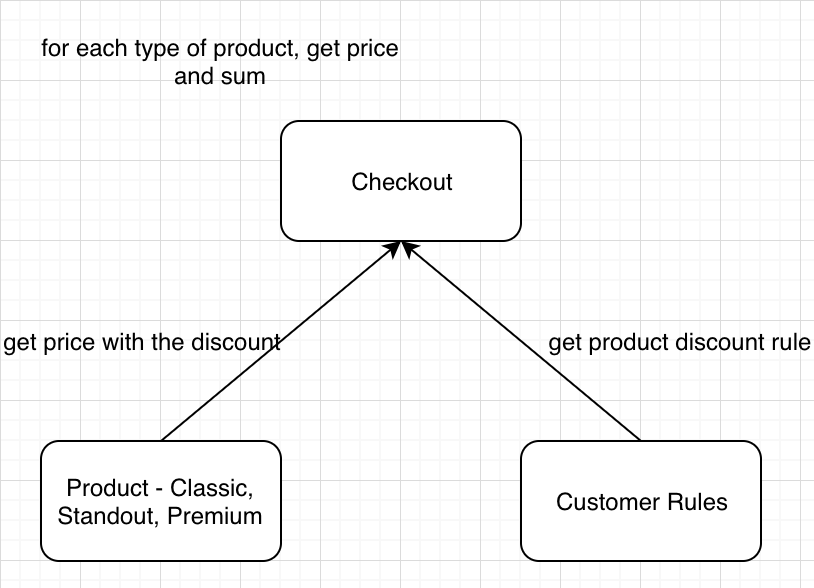 for each type of product, get price
and sum
Checkout
get price with the discount
get product discount rule
Product - Classic,
Standout, Premium
Customer Rules